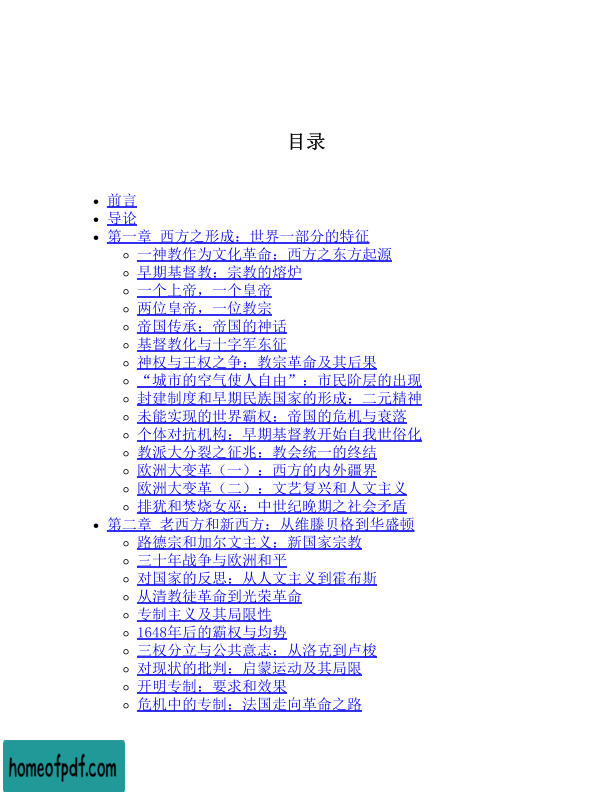 目录
前言
导论
第一章 西方之形成：世界一部分的特征
一神教作为文化革命：西方之东方起源
早期基督教：宗教的熔炉
一个上帝，一个皇帝
两位皇帝，一位教宗
帝国传承：帝国的神话
基督教化与十字军东征
神权与王权之争：教宗革命及其后果
“城市的空气使人自由”：市民阶层的出现
封建制度和早期民族国家的形成：二元精神
未能实现的世界霸权：帝国的危机与衰落
个体对抗机构：早期基督教开始自我世俗化
教派大分裂之征兆：教会统一的终结
欧洲大变革（一）：西方的内外疆界
欧洲大变革（二）：文艺复兴和人文主义
排犹和焚烧女巫：中世纪晚期之社会矛盾
第二章 老西方和新西方：从维滕贝格到华盛顿
路德宗和加尔文主义：新国家宗教
三十年战争与欧洲和平
对国家的反思：从人文主义到霍布斯
从清教徒革命到光荣革命
专制主义及其局限性
1648年后的霸权与均势
三权分立与公共意志：从洛克到卢梭
对现状的批判：启蒙运动及其局限
开明专制：要求和效果
危机中的专制：法国走向革命之路
homeofpdf.com